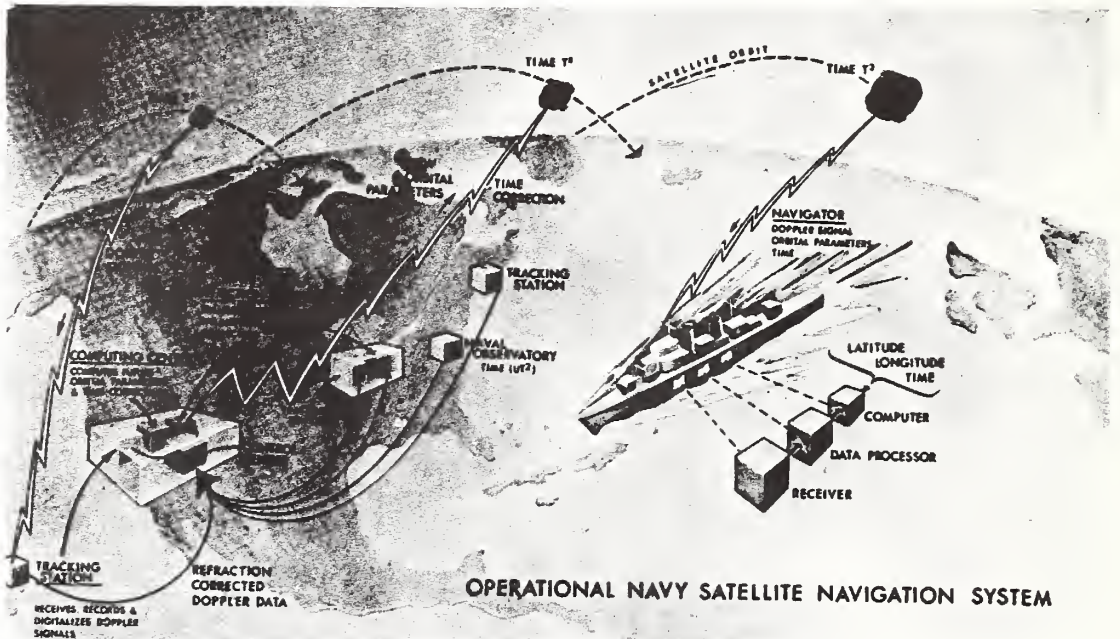 TIME T²
SATELLITE ORBIT
TIME T³
PARAMETERS
TIME
CORRECTION
NAVIGATOR
DOPPLER SIGNAL
ORBITAL PARAMETERS
TIME
TRACKING
STATION
NAVAL
OBSERVATORY
TIME (UT²)
COMPUTING
LATITUDE
LONGITUDE
TIME
COMPUTER
DATA PROCESSOR
RECEIVER
TRACKING
STATION
RECEIVES, RECORDS &
DIGITALIZES DOPPLER
SIGNALS
REFRACTION
CORRECTED
DOPPLER DATA
OPERATIONAL NAVY SATELLITE NAVIGATION SYSTEM